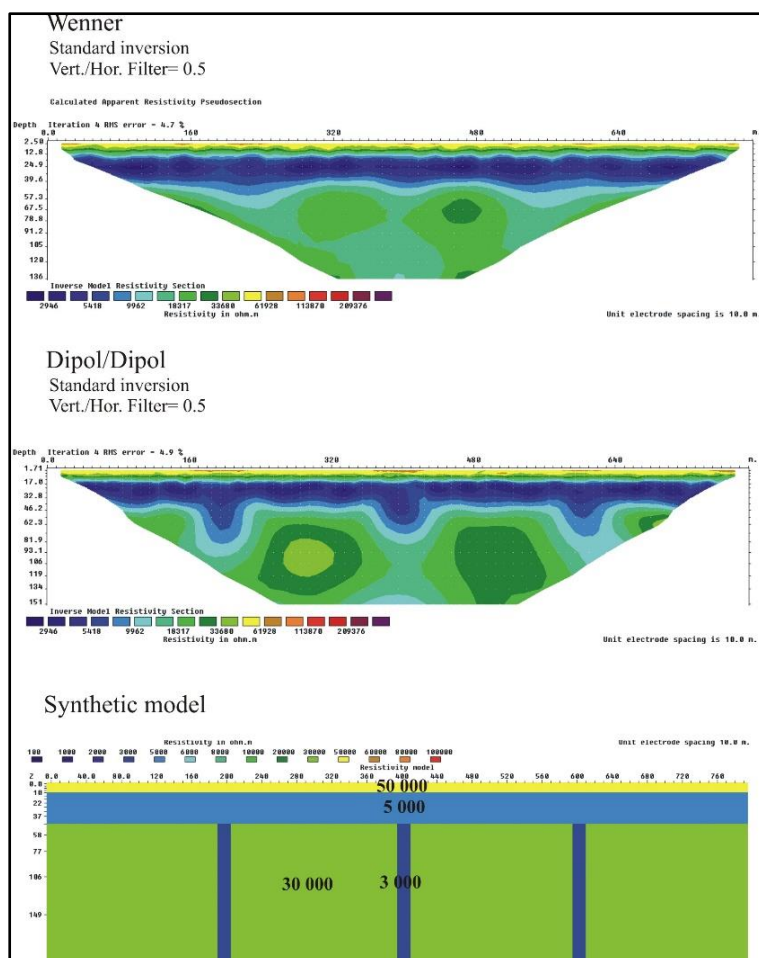 Wenner
Standard inversion
Vert./Hor. Filter= 0.5
Calculated Apparent Resistivity Pseudosection
Depth Iteration 4 RMS error = 4.7 %
0.0 160 320 480 640 m.
2.50
12.8
24.9
39.6
57.3
67.5
78.8
91.2
105
120
136
Inverse Model Resistivity Section
2946 5418 9962 18317 33680 61928 113870 209376
Resistivity in ohm.m
Unit electrode spacing is 10.0 m.
Dipol/Dipol
Standard inversion
Vert./Hor. Filter= 0.5
Depth Iteration 4 RMS error = 4.9 %
0.0 160 320 480 640 m.
1.71
17.8
32.8
46.2
62.3
81.9
93.1
106
119
134
151
Inverse Model Resistivity Section
2946 5418 9962 18317 33680 61928 113870 209376
Resistivity in ohm.m
Unit electrode spacing is 10.0 m.
Synthetic model
Resistivity in ohm.m
Unit electrode spacing 10.0 m.
100 1000 2000 3000 5000 6000 8000 10000 20000 30000 50000 60000 80000 100000
Resistivity model
Z 0.0 40.0 80.0 120 160 200 240 280 320 360 400 440 480 520 560 600 640 680 720 760
0.0
10
22
37
58
77
106
149
50 000
5 000
30 000
3 000